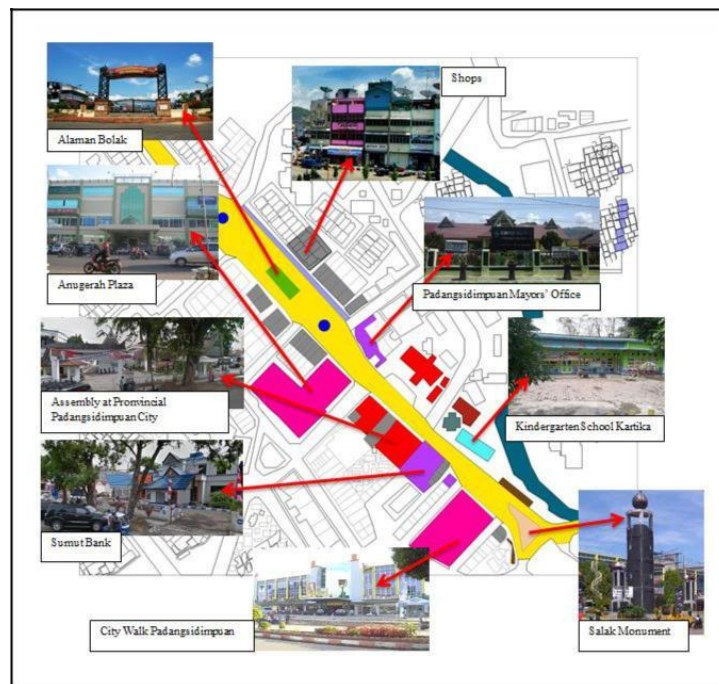 Shops
Alaman Bolak
Anugerah Plaza
Padangsidimpuan Mayors' Office
Assembly at Pronvincial
Padangsidimpuan City
Kindergarten School Kartika
Sumut Bank
City Walk Padangsidimpuan
Salak Monument